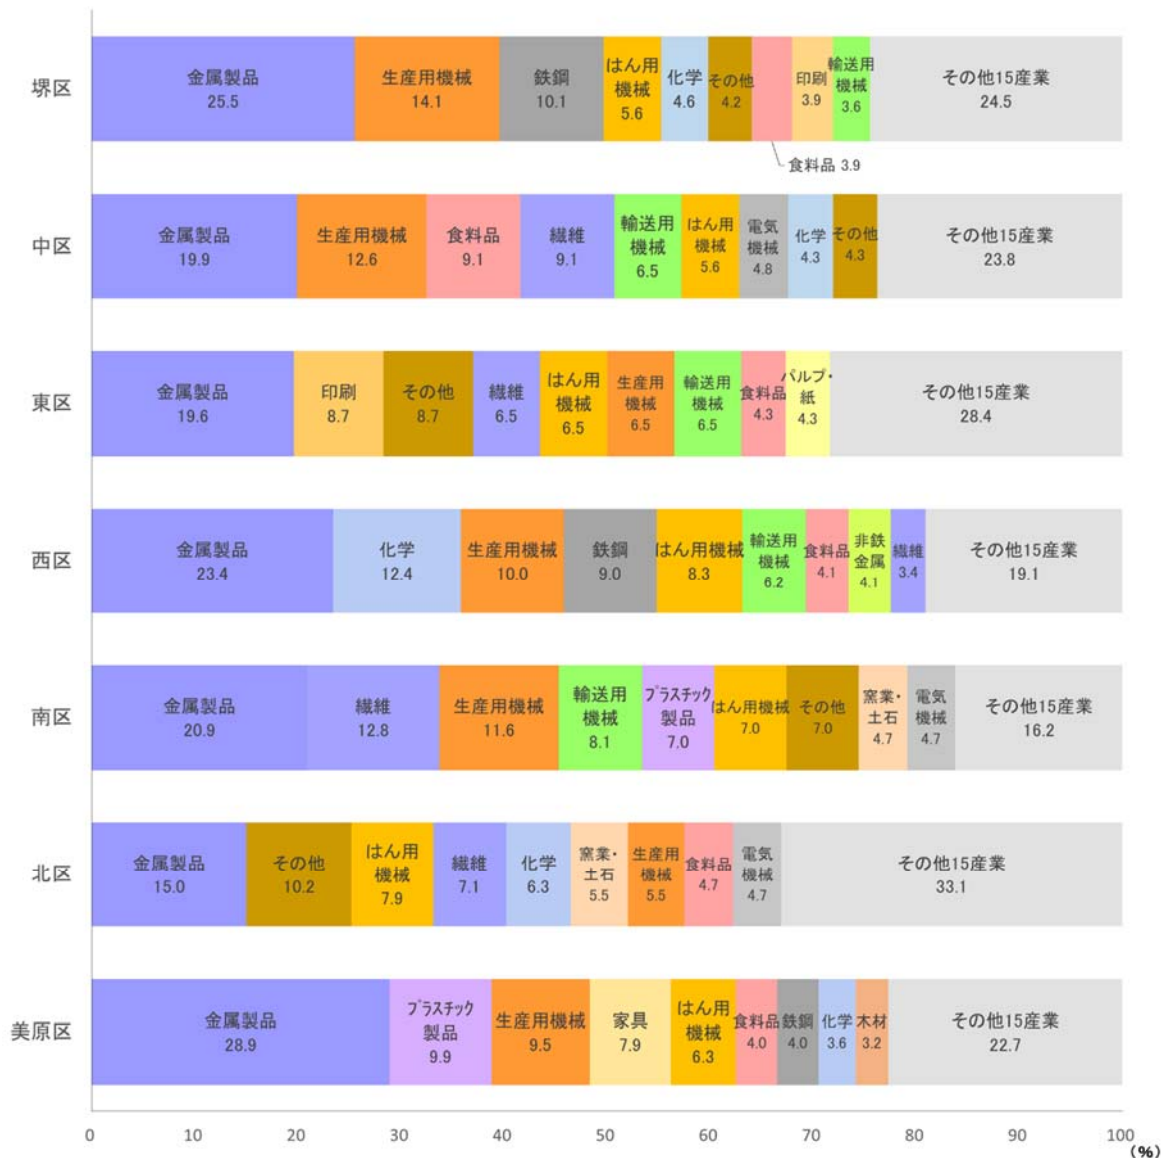 堺区
金属製品
25.5
生産用機械
14.1
鉄鋼
10.1
はん用
機械
5.6
化学
4.6
その他
4.2
印刷
3.9
輸送用
機械
3.6
その他15産業
24.5
食料品 3.9
中区
金属製品
19.9
生産用機械
12.6
食料品
9.1
繊維
9.1
輸送用
機械
6.5
はん用
機械
5.6
電気
機械
4.8
化学
4.3
その他
4.3
その他15産業
23.8
東区
金属製品
19.6
印刷
8.7
その他
8.7
繊維
6.5
はん用
機械
6.5
生産用
機械
6.5
輸送用
機械
6.5
食料品
4.3
パルプ・
紙
4.3
その他15産業
28.4
西区
金属製品
23.4
化学
12.4
生産用機械
10.0
鉄鋼
9.0
はん用機械
8.3
輸送用
機械
6.2
食料品
4.1
非鉄
金属
4.1
繊維
3.4
その他15産業
19.1
南区
金属製品
20.9
繊維
12.8
生産用機械
11.6
輸送用
機械
8.1
プラスチック
製品
7.0
はん用機械
7.0
その他
7.0
窯業・
土石
4.7
電気
機械
4.7
その他15産業
16.2
北区
金属製品
15.0
その他
10.2
はん用
機械
7.9
繊維
7.1
化学
6.3
窯業・
土石
5.5
生産用
機械
5.5
食料品
4.7
電気
機械
4.7
その他15産業
33.1
美原区
金属製品
28.9
プラスチック
製品
9.9
生産用機械
9.5
家具
7.9
はん用
機械
6.3
食料品
4.0
鉄鋼
4.0
化学
3.6
木材
3.2
その他15産業
22.7
0 10 20 30 40 50 60 70 80 90 100
(%)